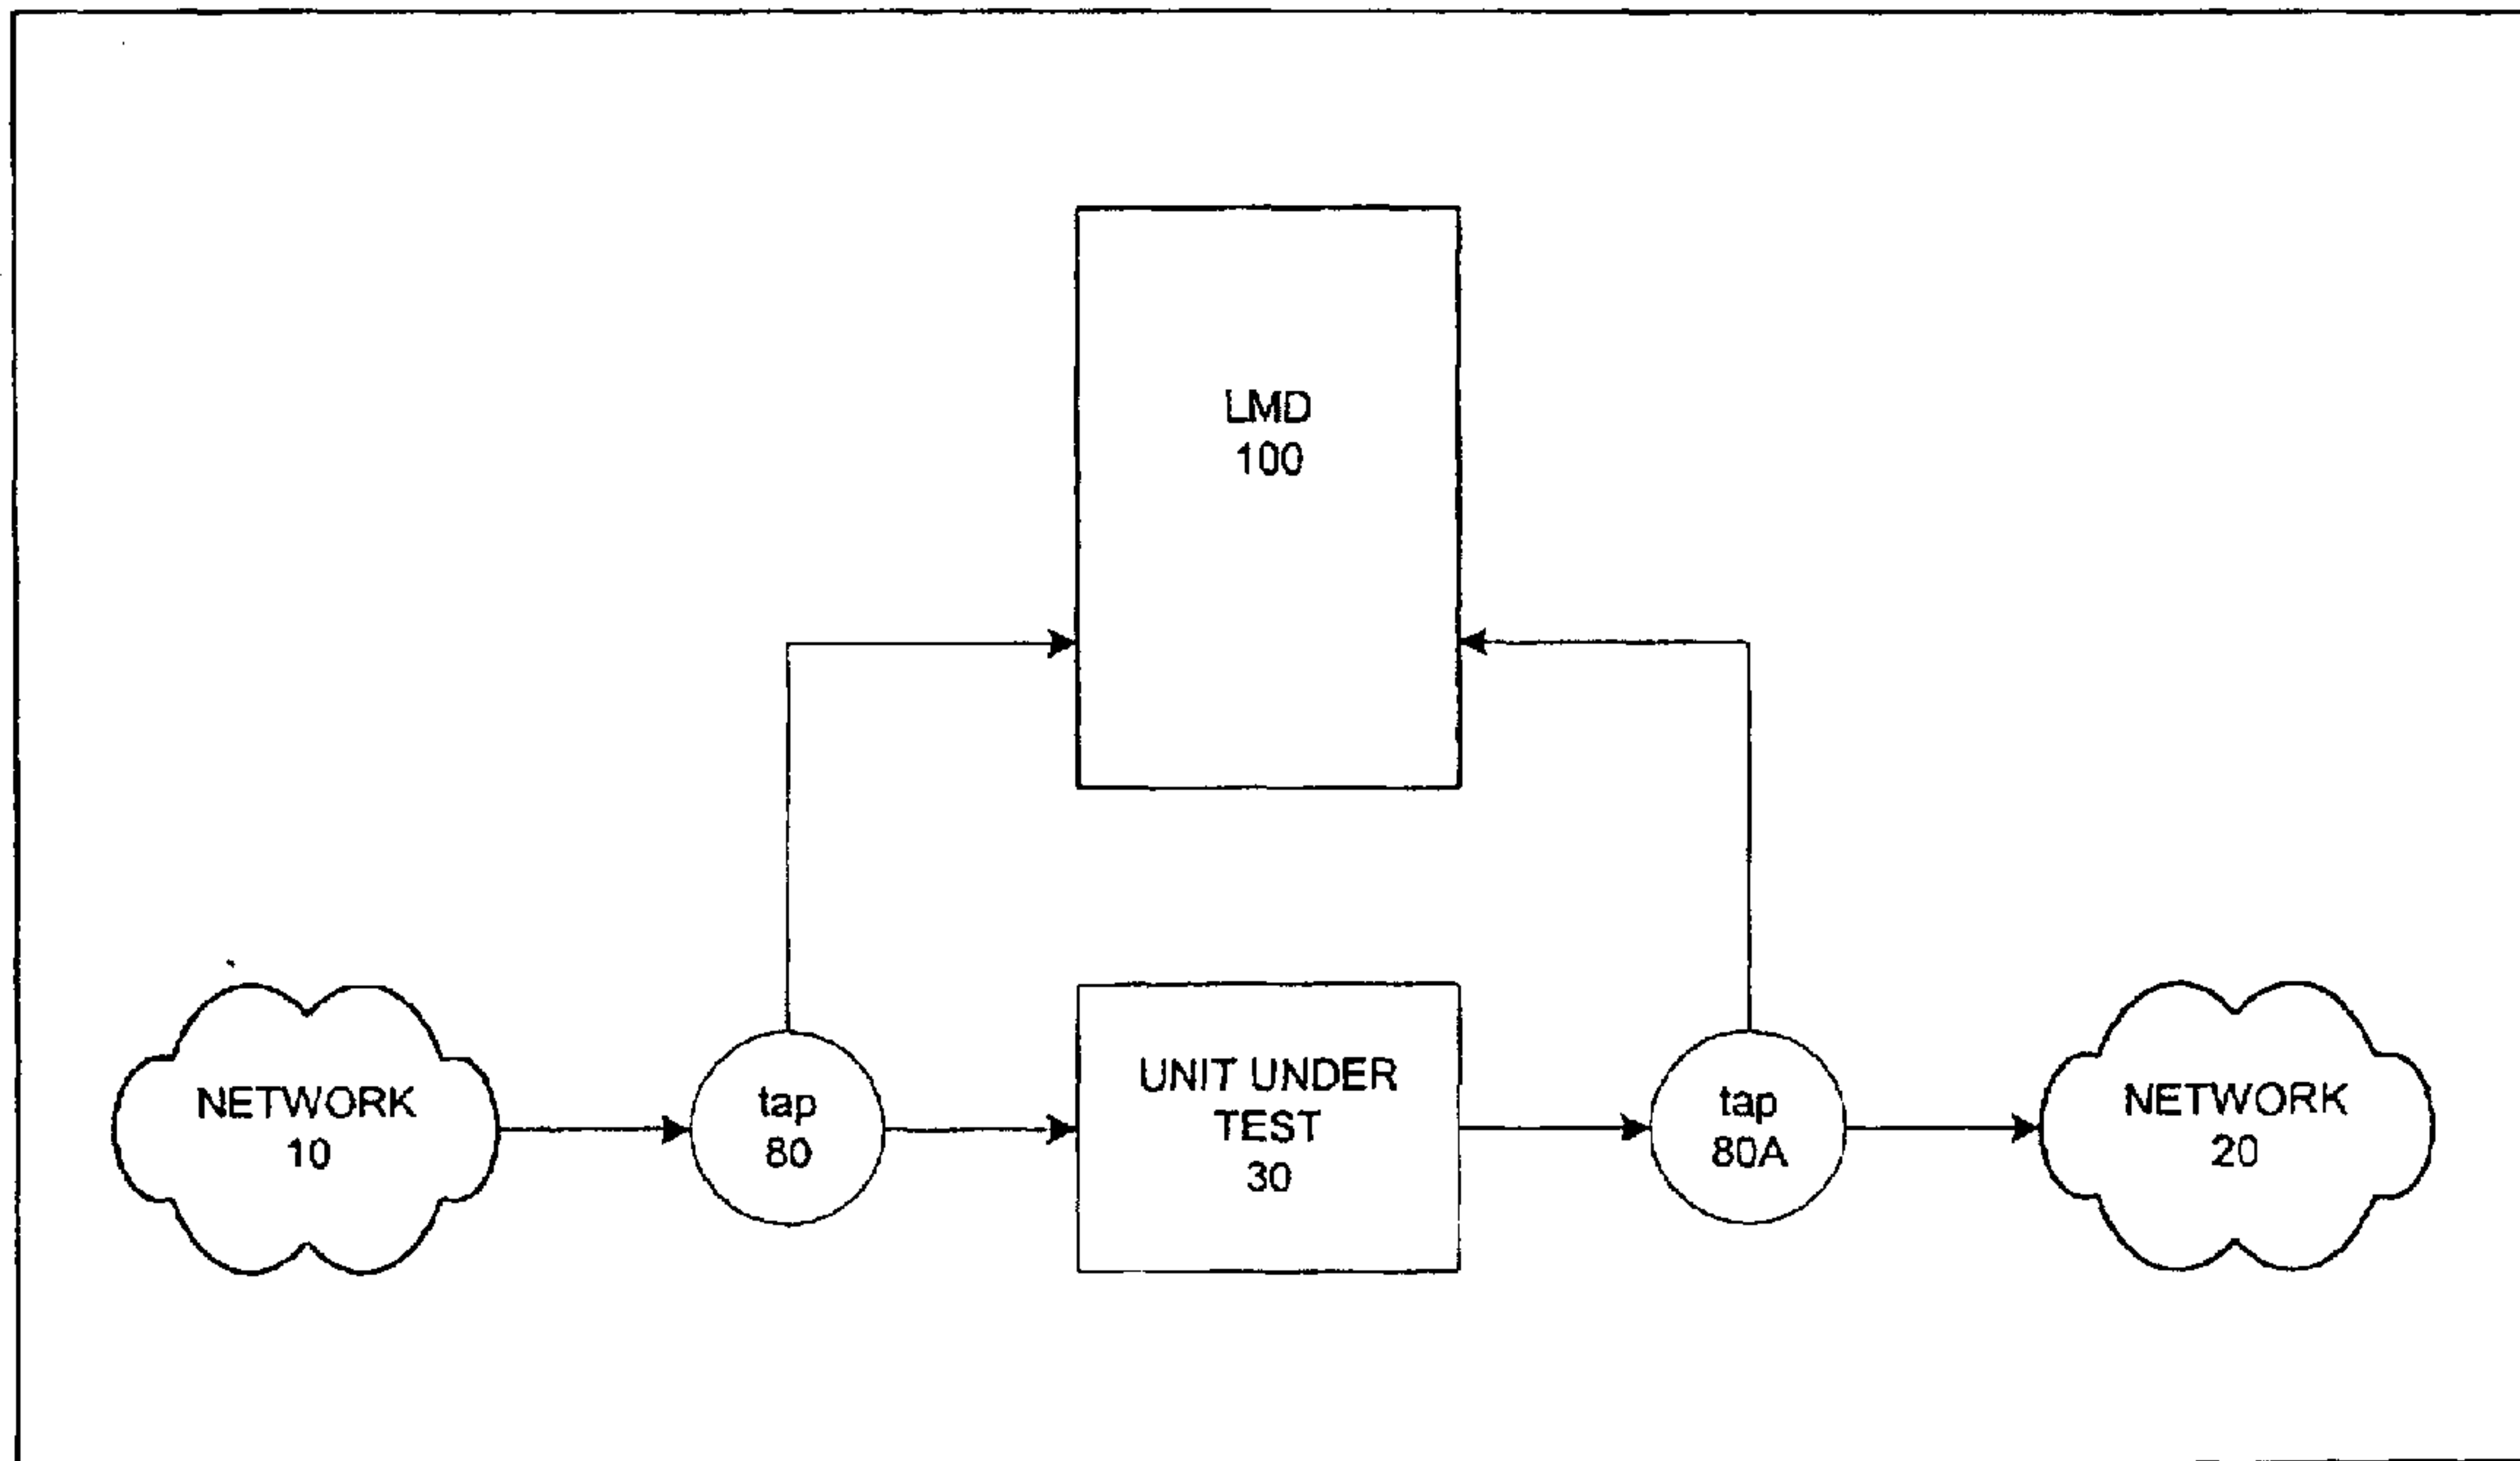 LMD
100
NETWORK
10
tap
80
UNIT UNDER
TEST
30
tap
80A
NETWORK
20